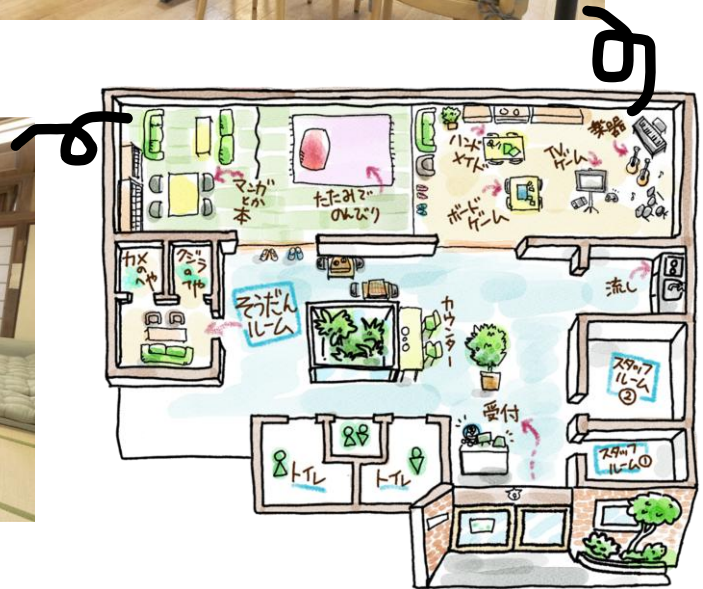 楽器
ハンド
メイド
TV.
ゲーム
マンガ
とか
本
たたみで
のんびり
ボード
ゲーム
カメ
の
へや
クジラ
の
へや
流し
そうだん
ルーム
カウンター
スタッフ
ルーム
②
受付
トイレ
トイレ
スタッフ
ルーム①